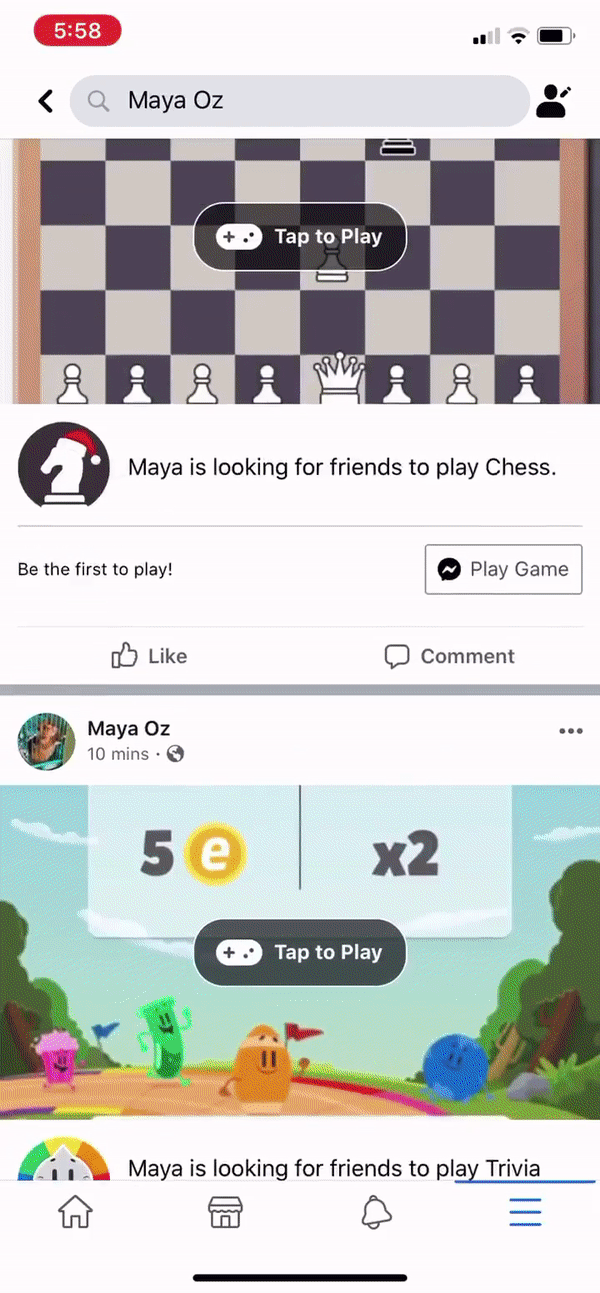 5:58
Maya Oz
Tap to Play
Maya is looking for friends to play Chess.
Be the first to play!
Play Game
Like
Comment
Maya Oz
10 mins ·
5 e
x2
Tap to Play
Maya is looking for friends to play Trivia